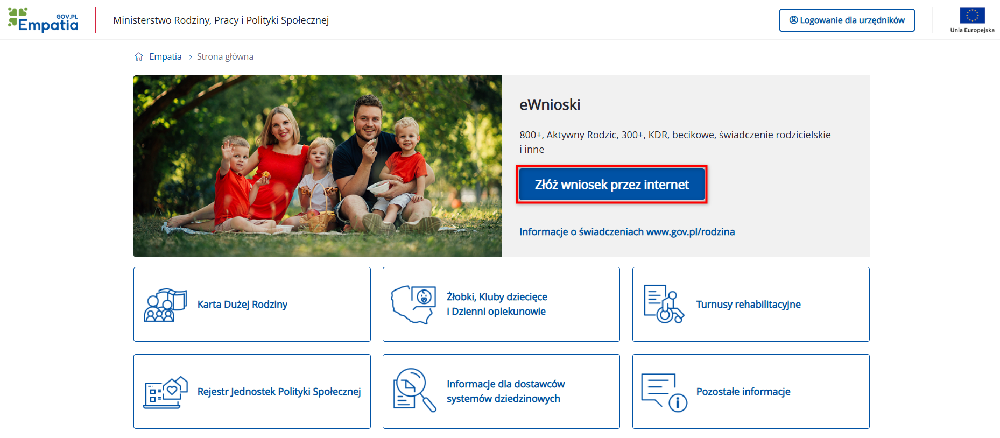 GOV.PL
Empatia
Ministerstwo Rodziny, Pracy i Polityki Społecznej
Logowanie dla urzędników
Unia Europejska
Empatia > Strona główna
eWnioski
800+, Aktywny Rodzic, 300+, KDR, becikowe, świadczenie rodzicielskie
i inne
Złóż wniosek przez internet
Informacje o świadczeniach www.gov.pl/rodzina
Karta Dużej Rodziny
Żłobki, Kluby dziecięce
i Dzienni opiekunowie
Turnusy rehabilitacyjne
Rejestr Jednostek Polityki Społecznej
Informacje dla dostawców
systemów dziedzinowych
Pozostałe informacje